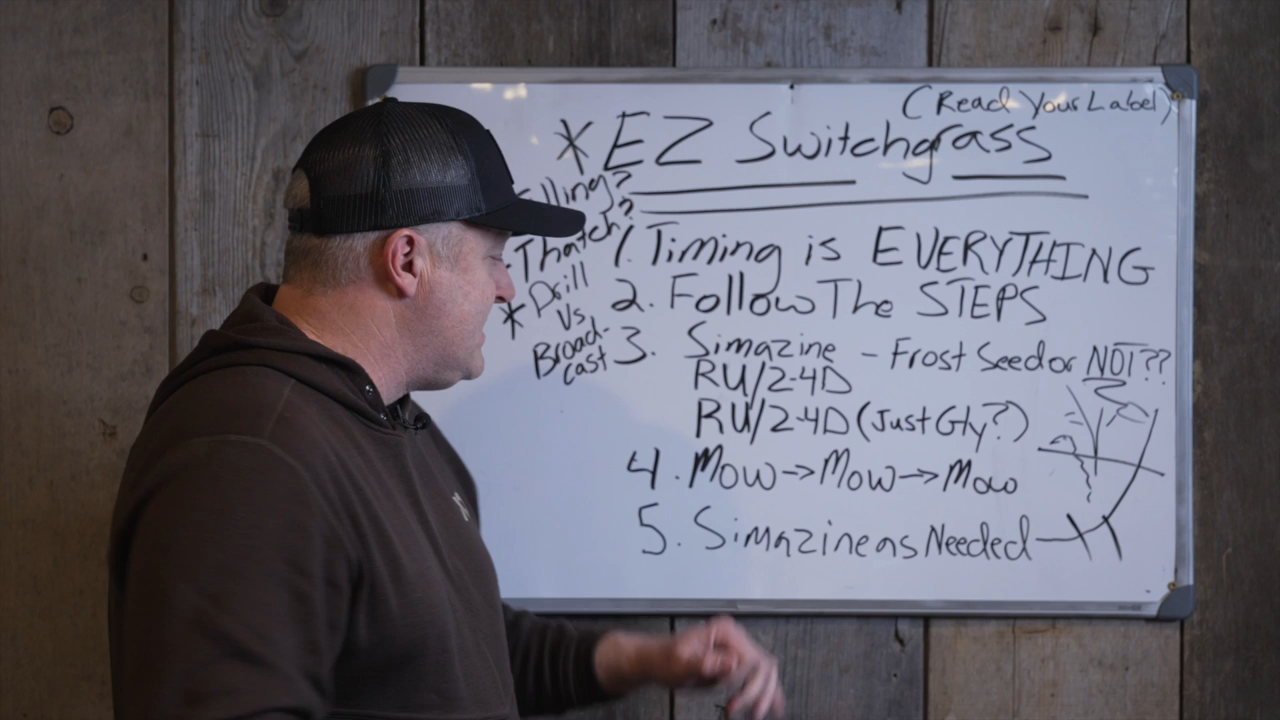 (Read Your Label)
* EZ Switchgrass
Thatch?
* Drill
Vs
Broad-
cast
1. Timing is EVERYTHING
2. Follow The STEPS
3. Simazine - Frost Seed or NOT??
RU/2-4D
RU/2-4D (Just Gly?)
4. Mow→Mow→Mow
5. Simazine as Needed